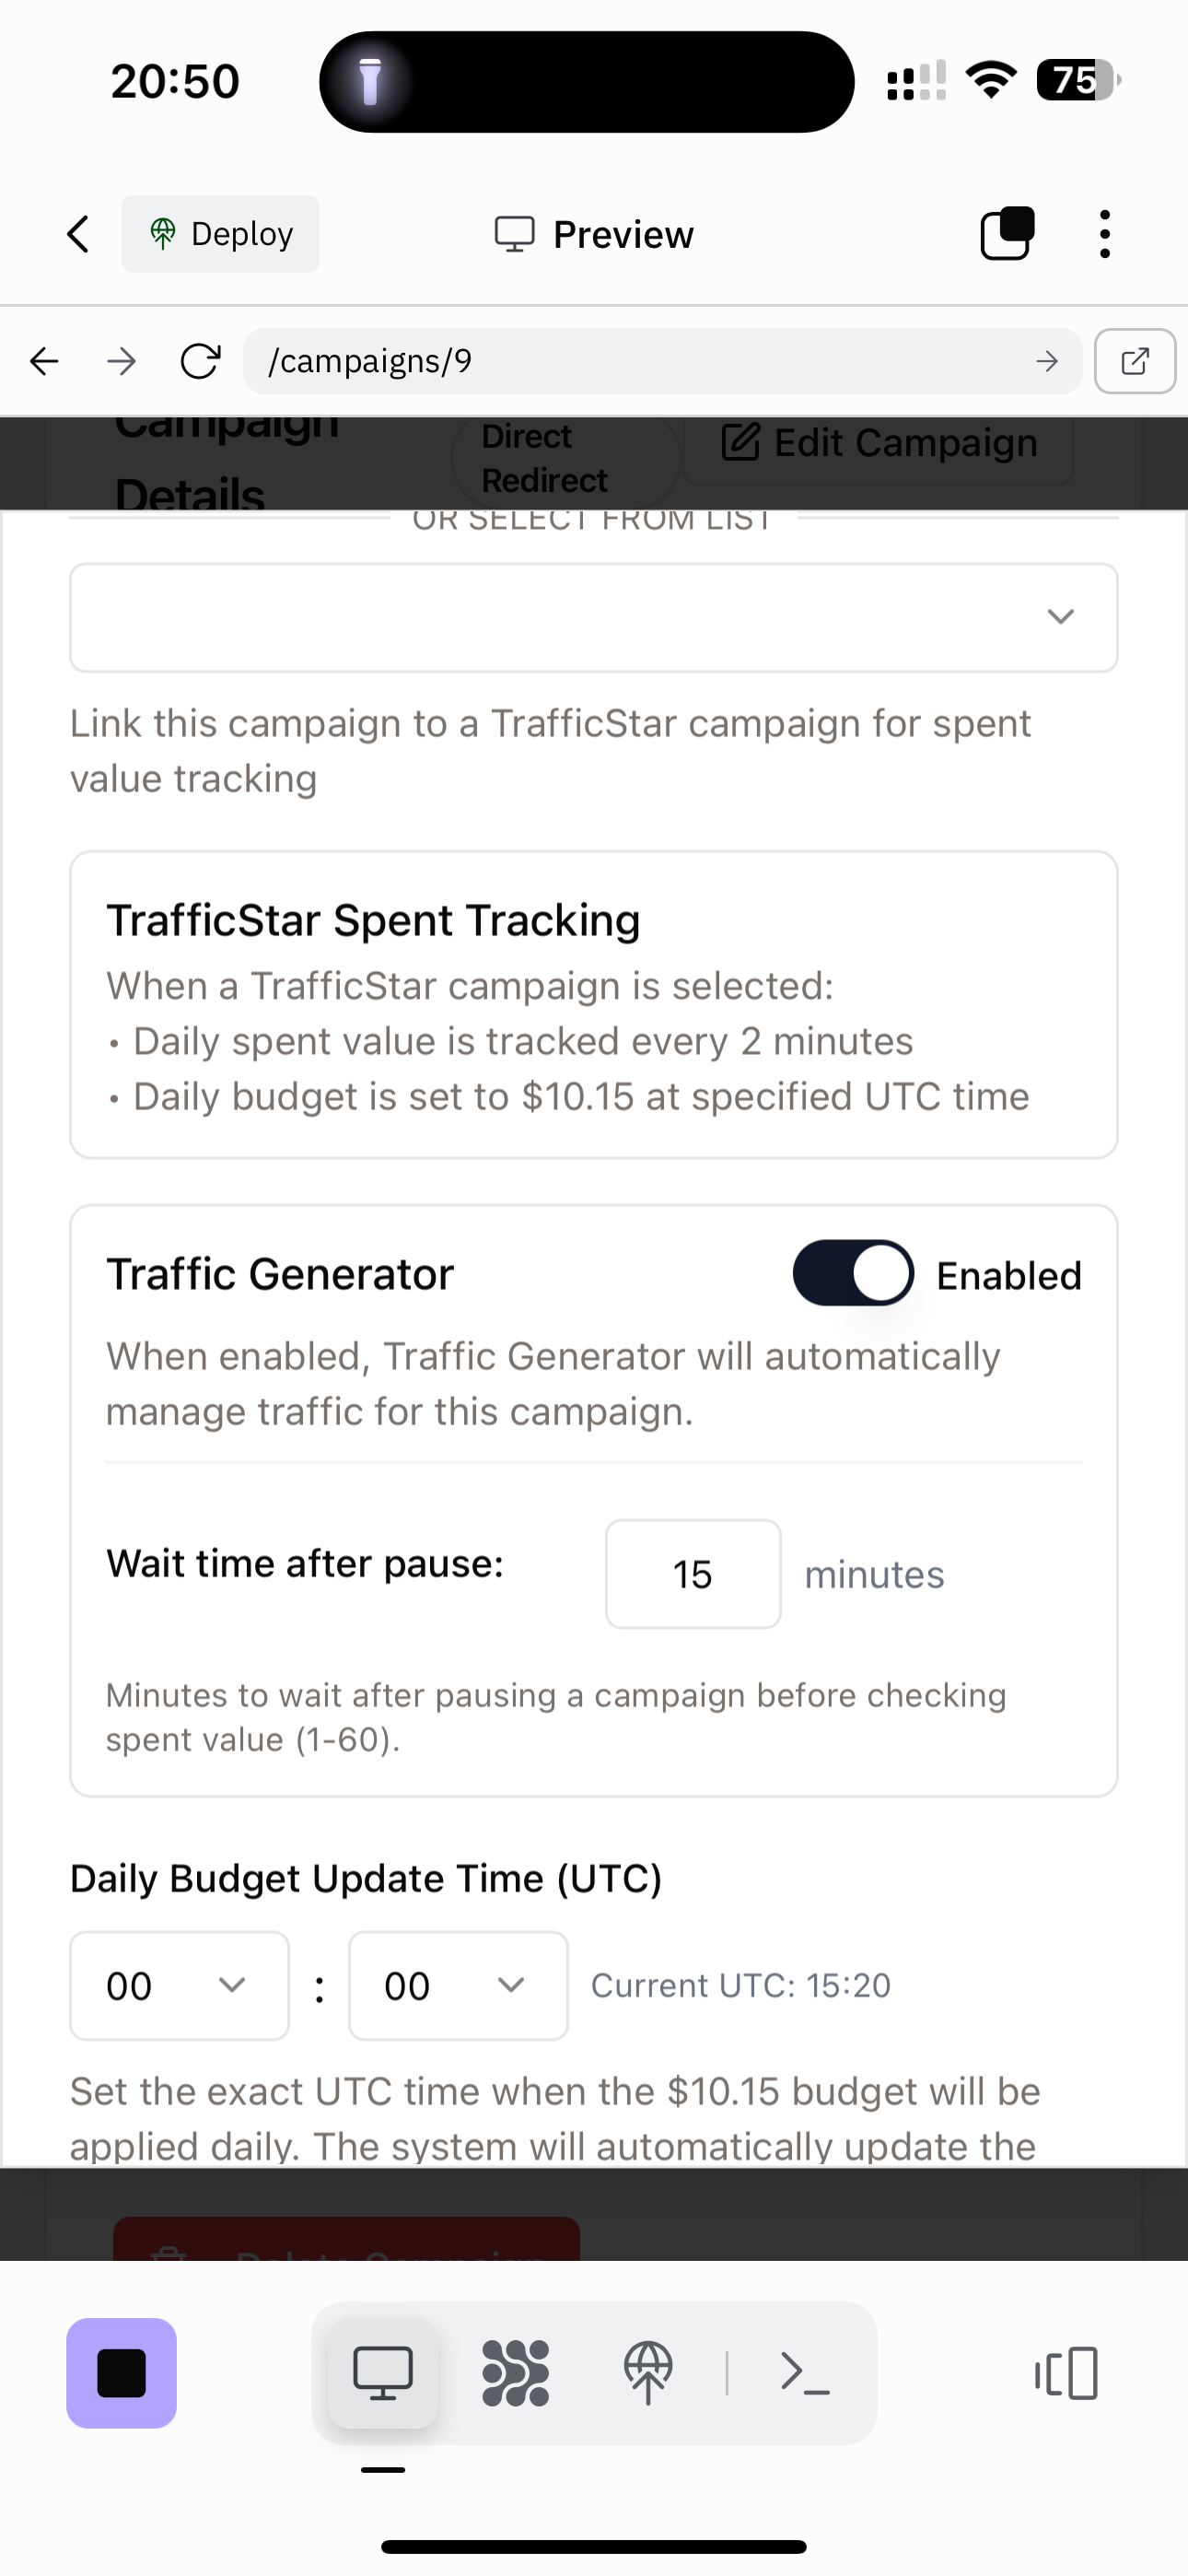 20:50
75
Deploy
Preview
/campaigns/9
Campaign
Details
Direct
Redirect
Edit Campaign
OR SELECT FROM LIST
Link this campaign to a TrafficStar campaign for spent
value tracking
TrafficStar Spent Tracking
When a TrafficStar campaign is selected:
• Daily spent value is tracked every 2 minutes
• Daily budget is set to $10.15 at specified UTC time
Traffic Generator
Enabled
When enabled, Traffic Generator will automatically
manage traffic for this campaign.
Wait time after pause:
15
minutes
Minutes to wait after pausing a campaign before checking
spent value (1-60).
Daily Budget Update Time (UTC)
00 : 00 Current UTC: 15:20
Set the exact UTC time when the $10.15 budget will be
applied daily. The system will automatically update the
Delete Campaign